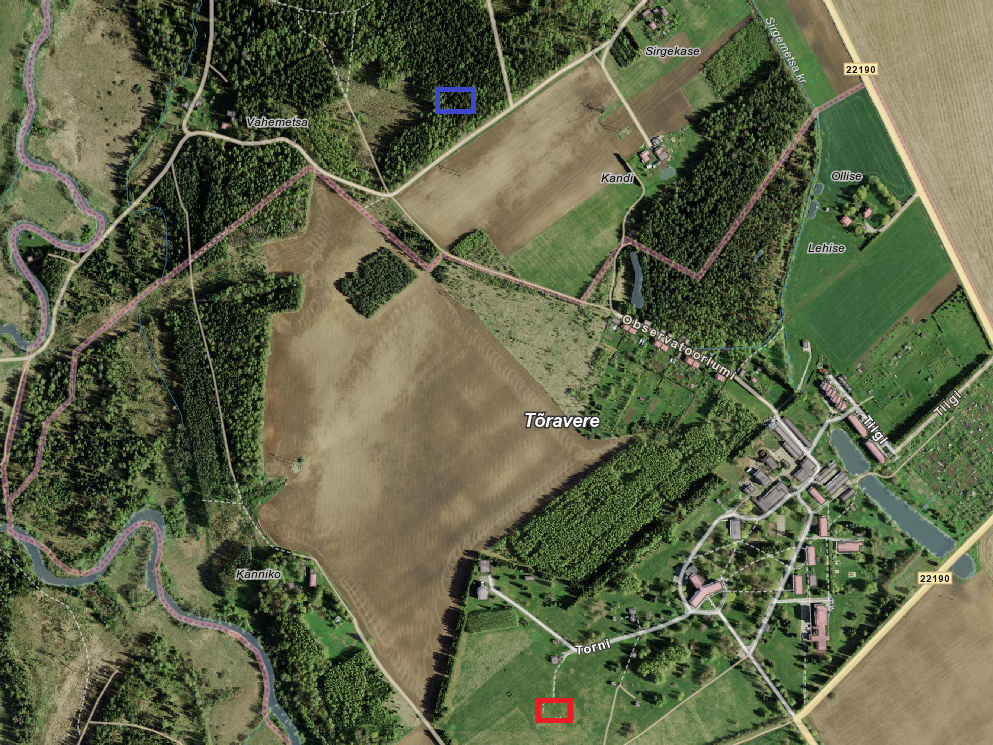 Sirgemetsa kr.
Sirgekase
22190
Vahemetsa
Kandi
Ollise
Lehise
Observatooriumi
Tõravere
Tiigi
Tiigi
Kanniko
22190
Torni